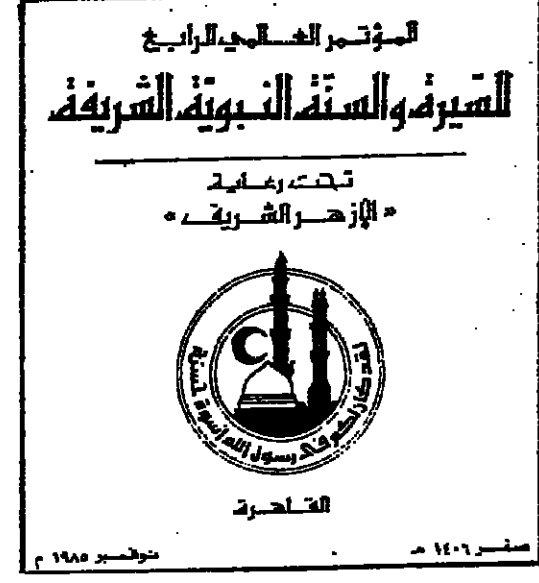 المؤتمر العالمي الرابع
للسيرة والسنة النبوية الشريفة
تحت رعاية
« الأزهر الشريف »
لقد كان لكم في رسول الله أسوة حسنة
القاهرة
صفر ١٤٠٦ هـ
نوفمبر ١٩٨٥ م